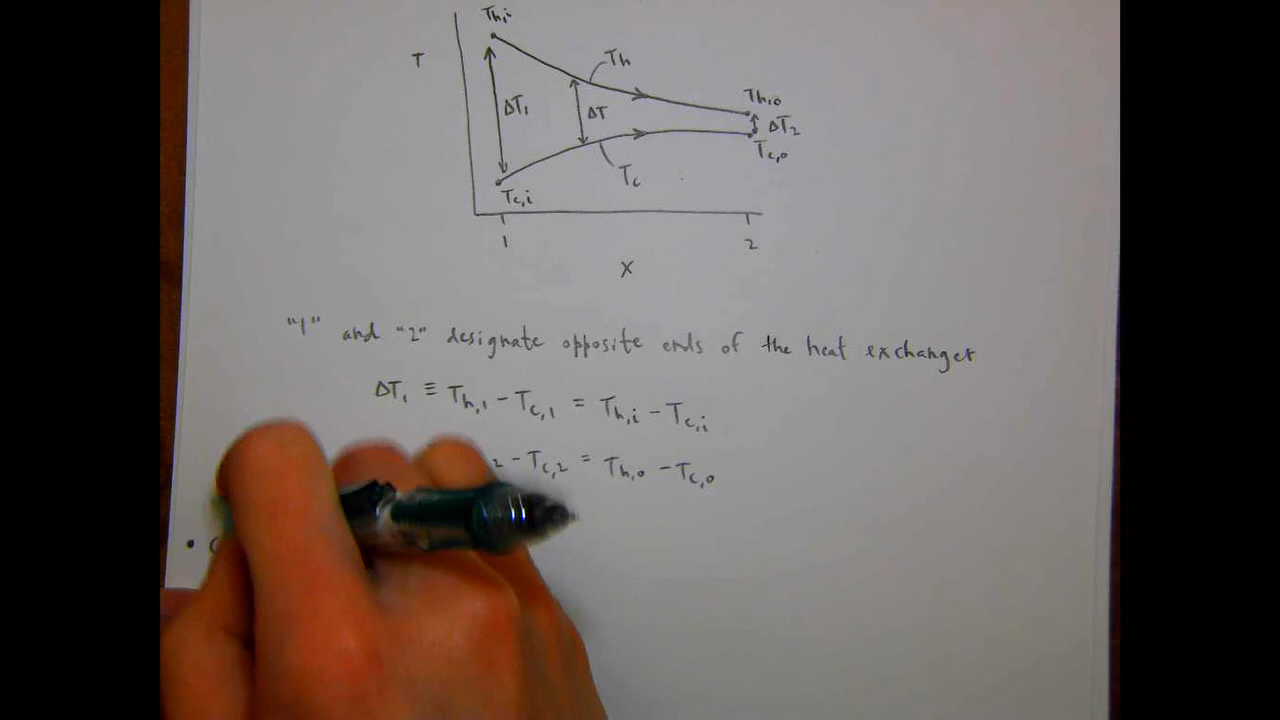 Th,i
T
Th
ΔT1
ΔT
Th,o
ΔT2
Tc,o
Tc
Tc,i
1
2
X
"1" and "2" designate opposite ends of the heat exchanger
ΔT1 ≡ Th,1 - Tc,1 = Th,i - Tc,i
2 - Tc,2 = Th,o - Tc,o
•